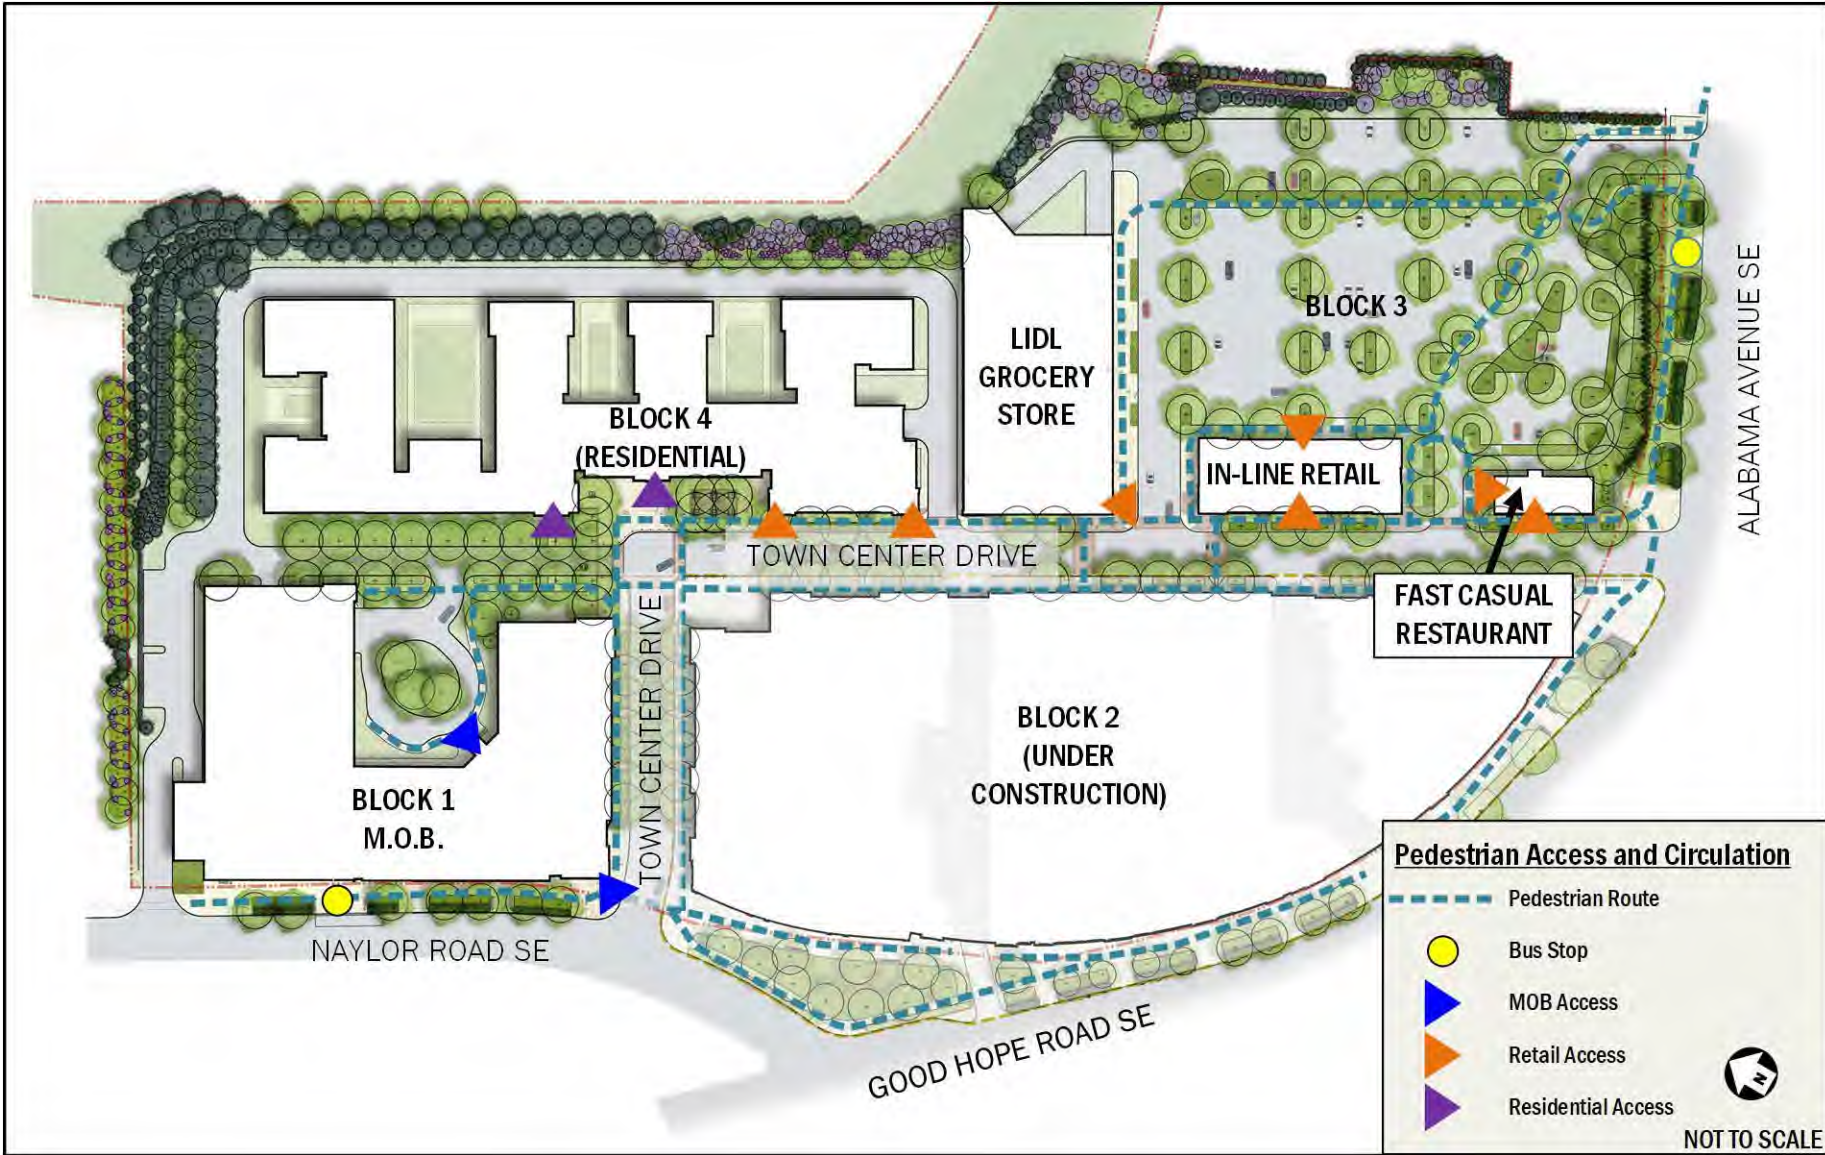 BLOCK 3
LIDL
GROCERY
STORE
BLOCK 4
(RESIDENTIAL)
IN-LINE RETAIL
ALABAMA AVENUE SE
TOWN CENTER DRIVE
FAST CASUAL
RESTAURANT
TOWN CENTER DRIVE
BLOCK 2
(UNDER
CONSTRUCTION)
BLOCK 1
M.O.B.
NAYLOR ROAD SE
GOOD HOPE ROAD SE
Pedestrian Access and Circulation
Pedestrian Route
Bus Stop
MOB Access
Retail Access
Residential Access
N
NOT TO SCALE